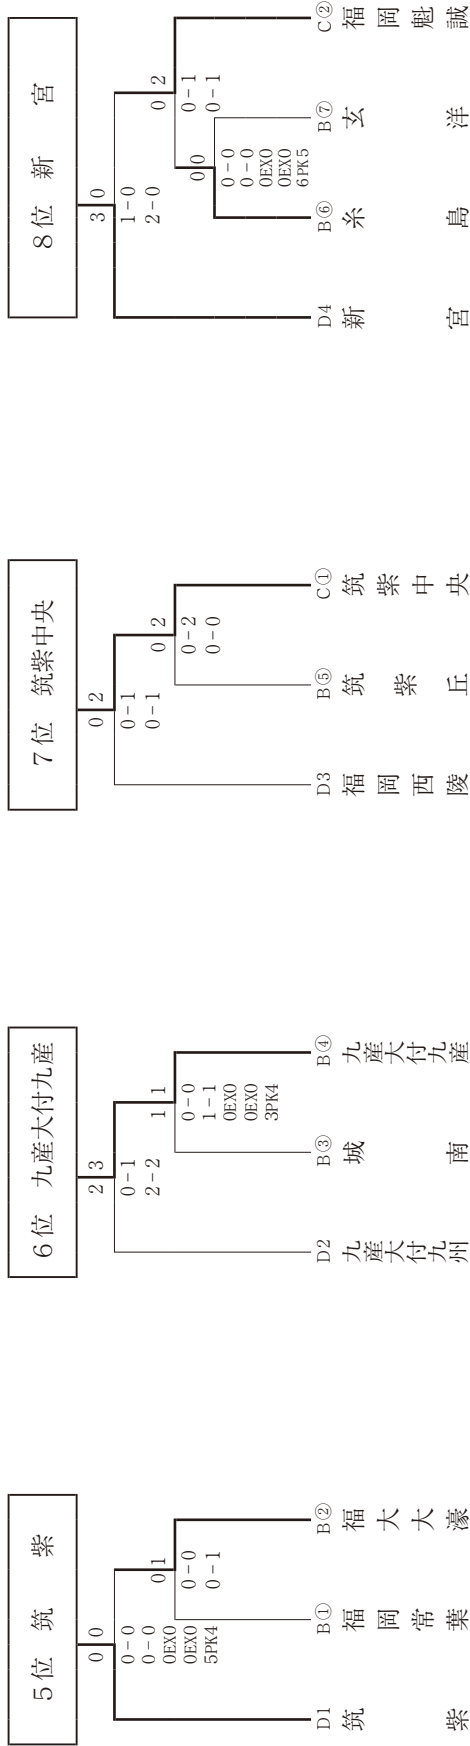 5位 筑 紫
0 0
0-0
0-0
0EX0
0EX0
5PK4
0 1
0-0
0-1
D1 筑紫
B① 福岡常葉
B② 福大大濠
6位 九産大付九産
2 3
0-1
2-2
1 1
0-0
1-1
0EX0
0EX0
3PK4
D2 九産大付九州
B③ 城南
B④ 九産大付九産
7位 筑紫中央
0 2
0-1
0-1
0 2
0-2
0-0
D3 福岡西陵
B⑤ 筑紫丘
C① 筑紫中央
8位 新 宮
3 0
1-0
2-0
0 2
0-1
0-1
0 0
0-0
0-0
0EX0
0EX0
6PK5
D4 新宮
B⑥ 糸島
B⑦ 玄洋
C② 福岡魁誠